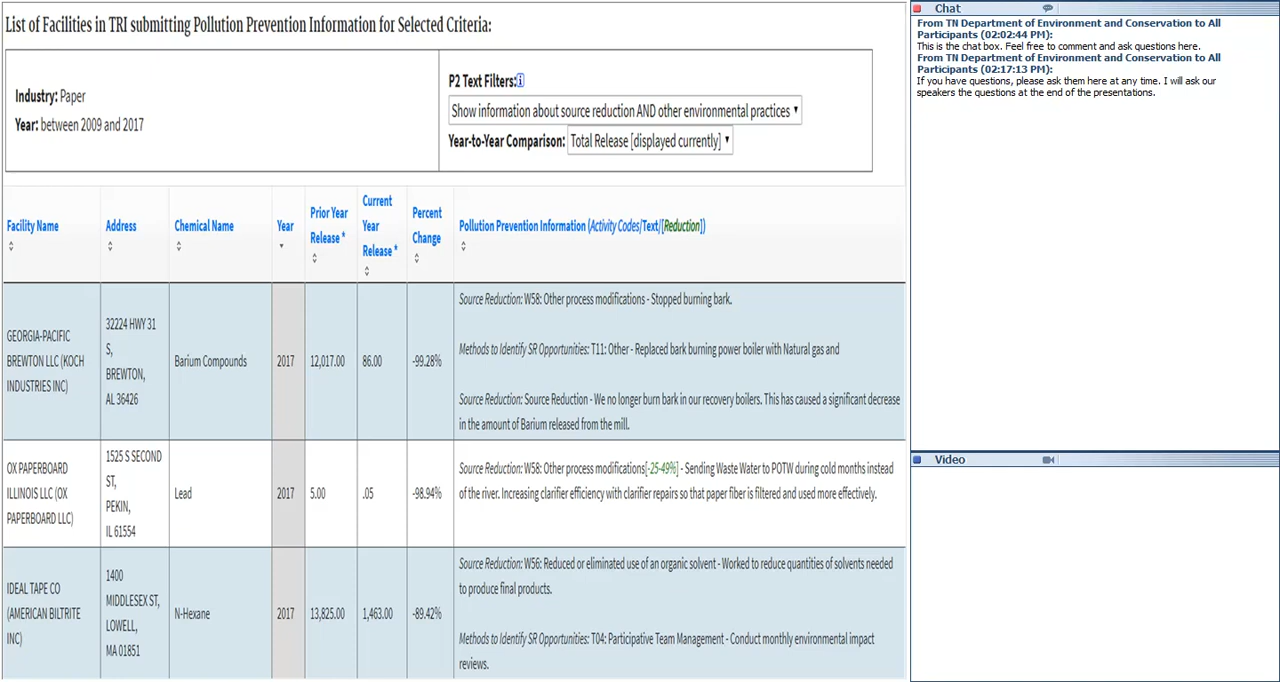 List of Facilities in TRI submitting Pollution Prevention Information for Selected Criteria:
Industry: Paper
Year: between 2009 and 2017
P2 Text Filters: i
Show information about source reduction AND other environmental practices
Year-to-Year Comparison: Total Release [displayed currently]
Facility Name
Address
Chemical Name
Year
Prior Year
Release *
Current
Year
Release *
Percent
Change
Pollution Prevention Information (Activity Codes/Text/[Reduction])
GEORGIA-PACIFIC
BREWTON LLC (KOCH
INDUSTRIES INC)
32224 HWY 31
S,
BREWTON,
AL 36426
Barium Compounds
2017
12,017.00
86.00
-99.28%
Source Reduction: W58: Other process modifications - Stopped burning bark.
Methods to Identify SR Opportunities: T11: Other - Replaced bark burning power boiler with Natural gas and
Source Reduction: Source Reduction - We no longer burn bark in our recovery boilers. This has caused a significant decrease
in the amount of Barium released from the mill.
OX PAPERBOARD
ILLINOIS LLC (OX
PAPERBOARD LLC)
1525 S SECOND
ST,
PEKIN,
IL 61554
Lead
2017
5.00
.05
-98.94%
Source Reduction: W58: Other process modifications[-25-49%] - Sending Waste Water to POTW during cold months instead
of the river. Increasing clarifier efficiency with clarifier repairs so that paper fiber is filtered and used more effectively.
IDEAL TAPE CO
(AMERICAN BILTRITE
INC)
1400
MIDDLESEX ST,
LOWELL,
MA 01851
N-Hexane
2017
13,825.00
1,463.00
-89.42%
Source Reduction: W56: Reduced or eliminated use of an organic solvent - Worked to reduce quantities of solvents needed
to produce final products.
Methods to Identify SR Opportunities: T04: Participative Team Management - Conduct monthly environmental impact
reviews.
Chat
From TN Department of Environment and Conservation to All
Participants (02:02:44 PM):
This is the chat box. Feel free to comment and ask questions here.
From TN Department of Environment and Conservation to All
Participants (02:17:13 PM):
If you have questions, please ask them here at any time. I will ask our
speakers the questions at the end of the presentations.
Video